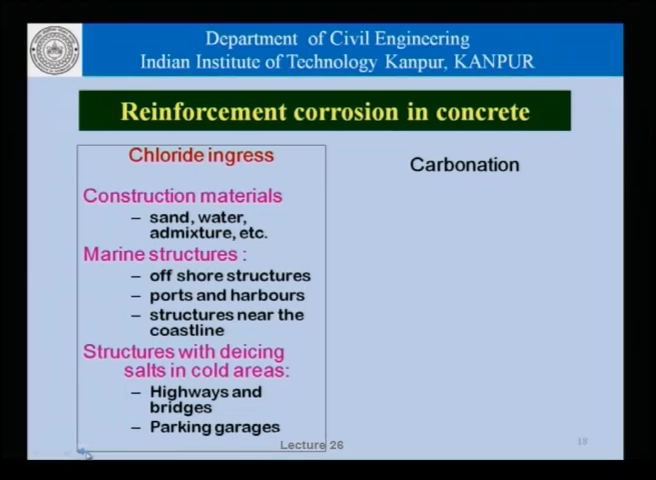 Department of Civil Engineering
Indian Institute of Technology Kanpur, KANPUR
Reinforcement corrosion in concrete
Chloride ingress
Construction materials
– sand, water,
admixture, etc.
Marine structures :
– off shore structures
– ports and harbours
– structures near the
coastline
Structures with deicing
salts in cold areas:
– Highways and
bridges
– Parking garages
Carbonation
Lecture 26
18